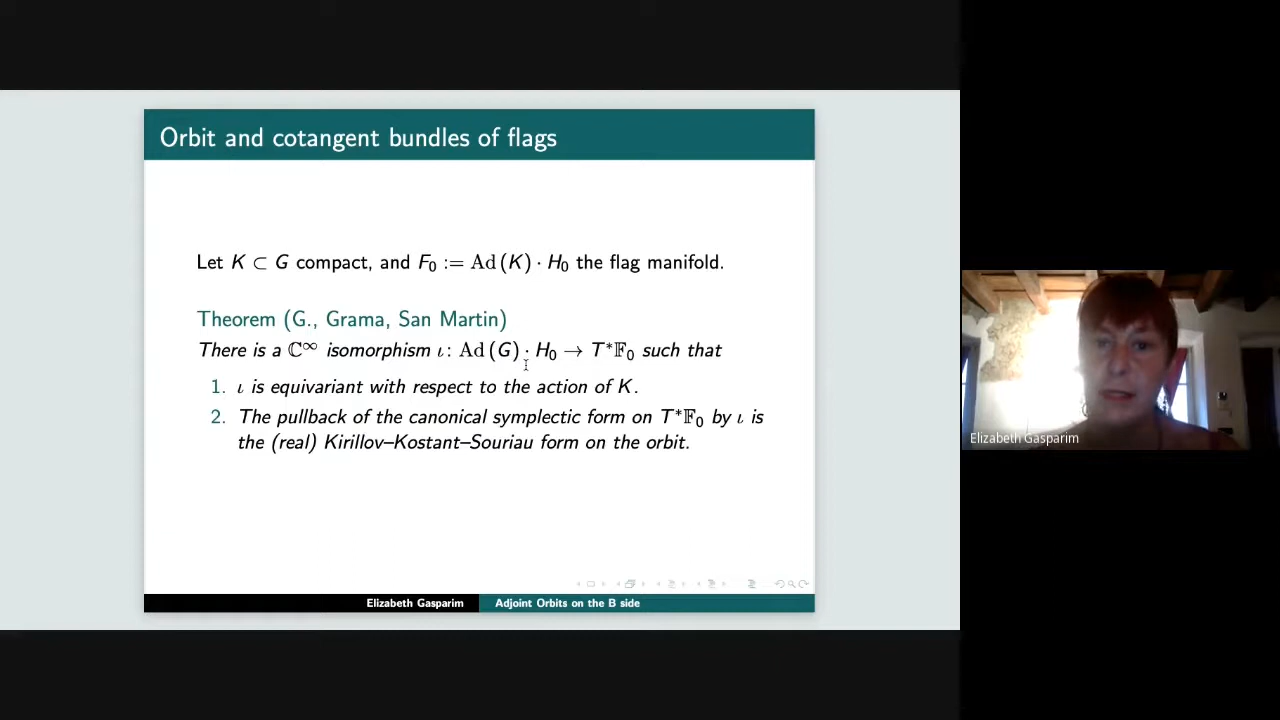 Orbit and cotangent bundles of flags
Let K ⊂ G compact, and F₀ := Ad (K) · H₀ the flag manifold.
Theorem (G., Grama, San Martin)
There is a ℂ^∞ isomorphism ι: Ad (G) · H₀ → T*𝔽₀ such that
1. ι is equivariant with respect to the action of K.
2. The pullback of the canonical symplectic form on T*𝔽₀ by ι is
the (real) Kirillov–Kostant–Souriau form on the orbit.
Elizabeth Gasparim
Elizabeth Gasparim Adjoint Orbits on the B side